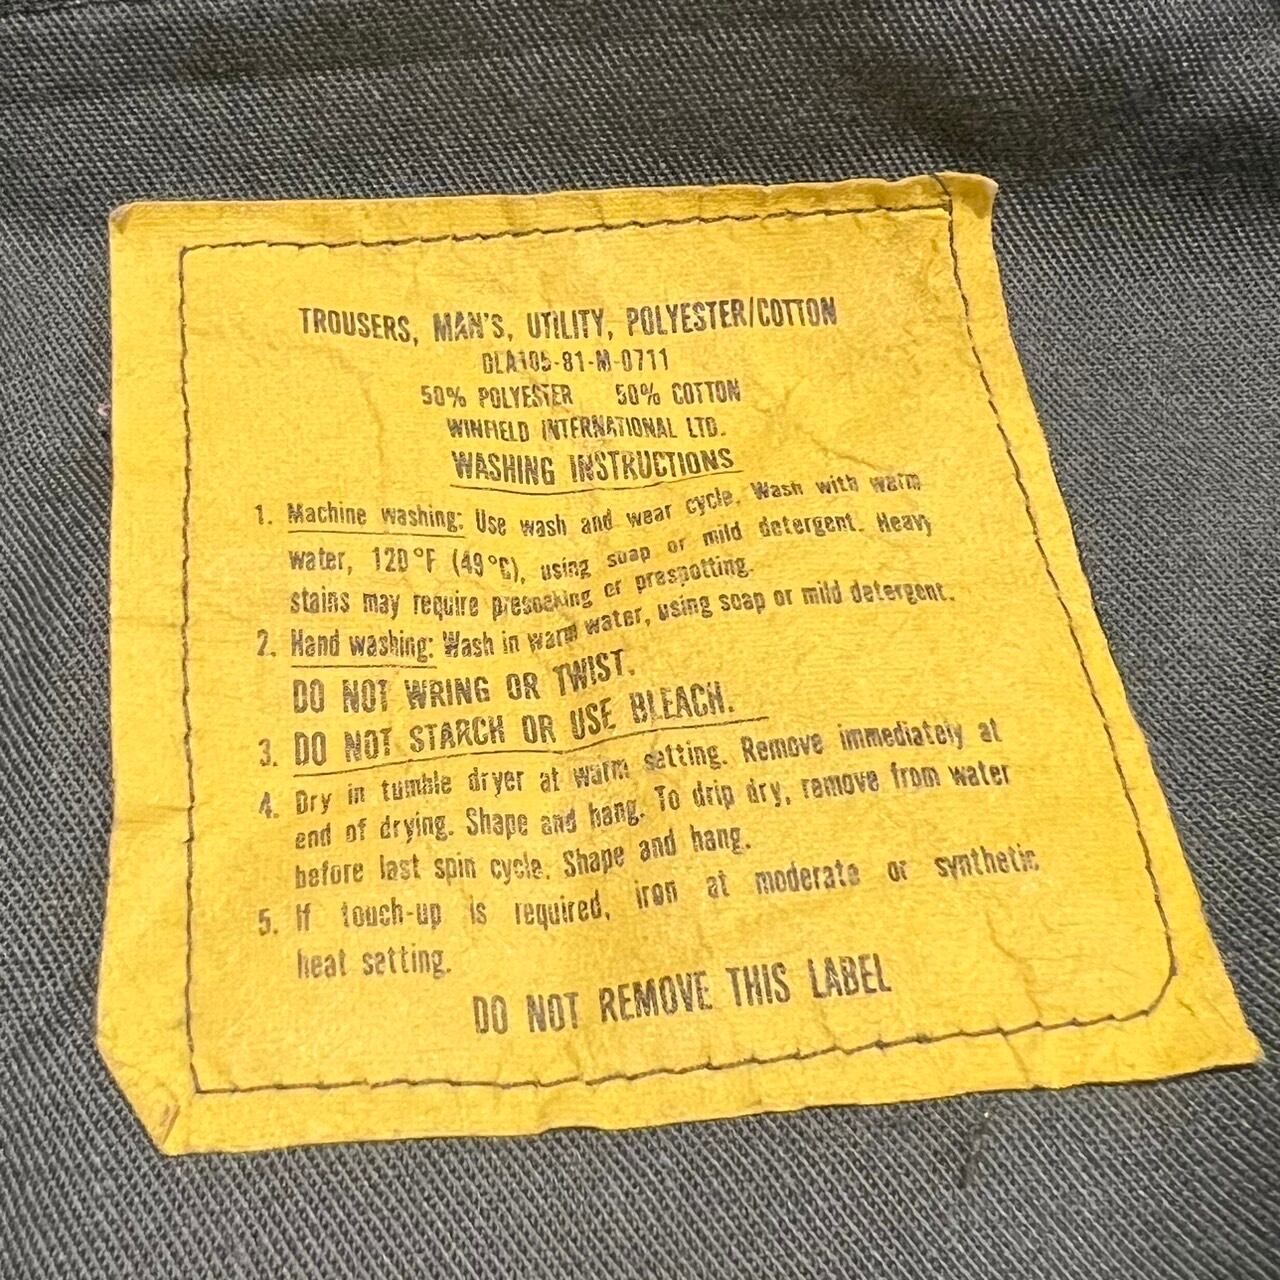 TROUSERS, MAN'S, UTILITY, POLYESTER/COTTON
DLA105-81-M-0711
50% POLYESTER 50% COTTON
WINFIELD INTERNATIONAL LTD.
WASHING INSTRUCTIONS
1. Machine washing: Use wash and wear cycle. Wash with warm
water, 120°F (49°C), using soap or mild detergent. Heavy
stains may require presoaking or prespotting.
2. Hand washing: Wash in warm water, using soap or mild detergent.
DO NOT WRING OR TWIST.
3. DO NOT STARCH OR USE BLEACH.
4. Dry in tumble dryer at warm setting. Remove immediately at
end of drying. Shape and hang. To drip dry, remove from water
before last spin cycle. Shape and hang.
5. If touch-up is required, iron at moderate or synthetic
heat setting.
DO NOT REMOVE THIS LABEL